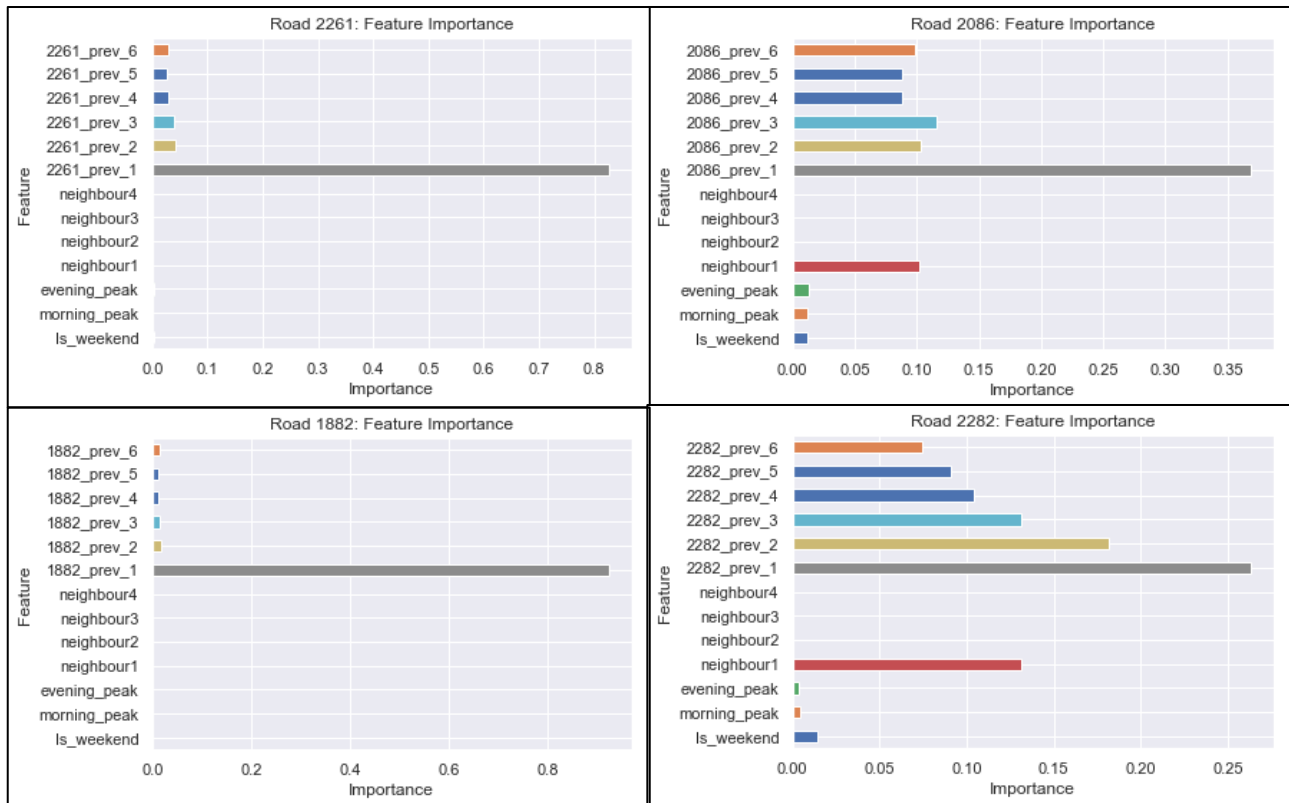 Road 2261: Feature Importance
Feature
2261_prev_6
2261_prev_5
2261_prev_4
2261_prev_3
2261_prev_2
2261_prev_1
neighbour4
neighbour3
neighbour2
neighbour1
evening_peak
morning_peak
Is_weekend
0.0 0.1 0.2 0.3 0.4 0.5 0.6 0.7 0.8
Importance
Road 2086: Feature Importance
Feature
2086_prev_6
2086_prev_5
2086_prev_4
2086_prev_3
2086_prev_2
2086_prev_1
neighbour4
neighbour3
neighbour2
neighbour1
evening_peak
morning_peak
Is_weekend
0.00 0.05 0.10 0.15 0.20 0.25 0.30 0.35
Importance
Road 1882: Feature Importance
Feature
1882_prev_6
1882_prev_5
1882_prev_4
1882_prev_3
1882_prev_2
1882_prev_1
neighbour4
neighbour3
neighbour2
neighbour1
evening_peak
morning_peak
Is_weekend
0.0 0.2 0.4 0.6 0.8
Importance
Road 2282: Feature Importance
Feature
2282_prev_6
2282_prev_5
2282_prev_4
2282_prev_3
2282_prev_2
2282_prev_1
neighbour4
neighbour3
neighbour2
neighbour1
evening_peak
morning_peak
Is_weekend
0.00 0.05 0.10 0.15 0.20 0.25
Importance